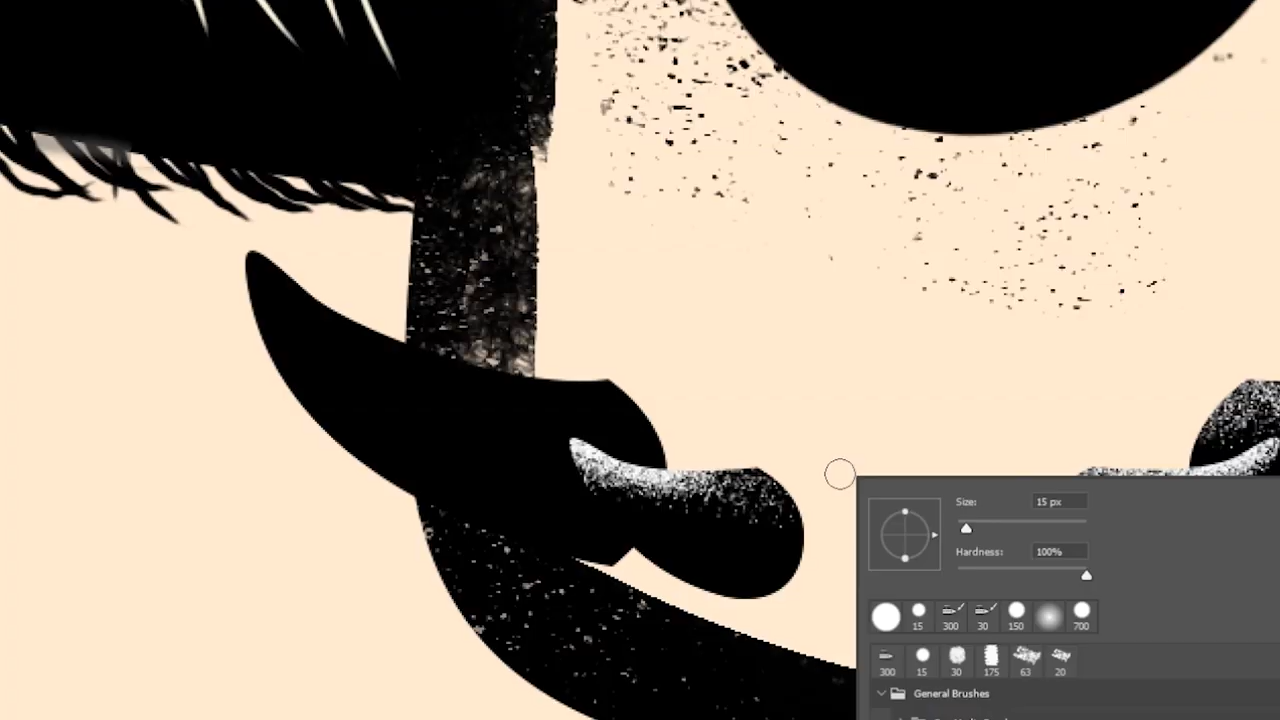 Size: 15 px
Hardness: 100%
15 300 30 150 700
300 15 30 175 63 20
General Brushes